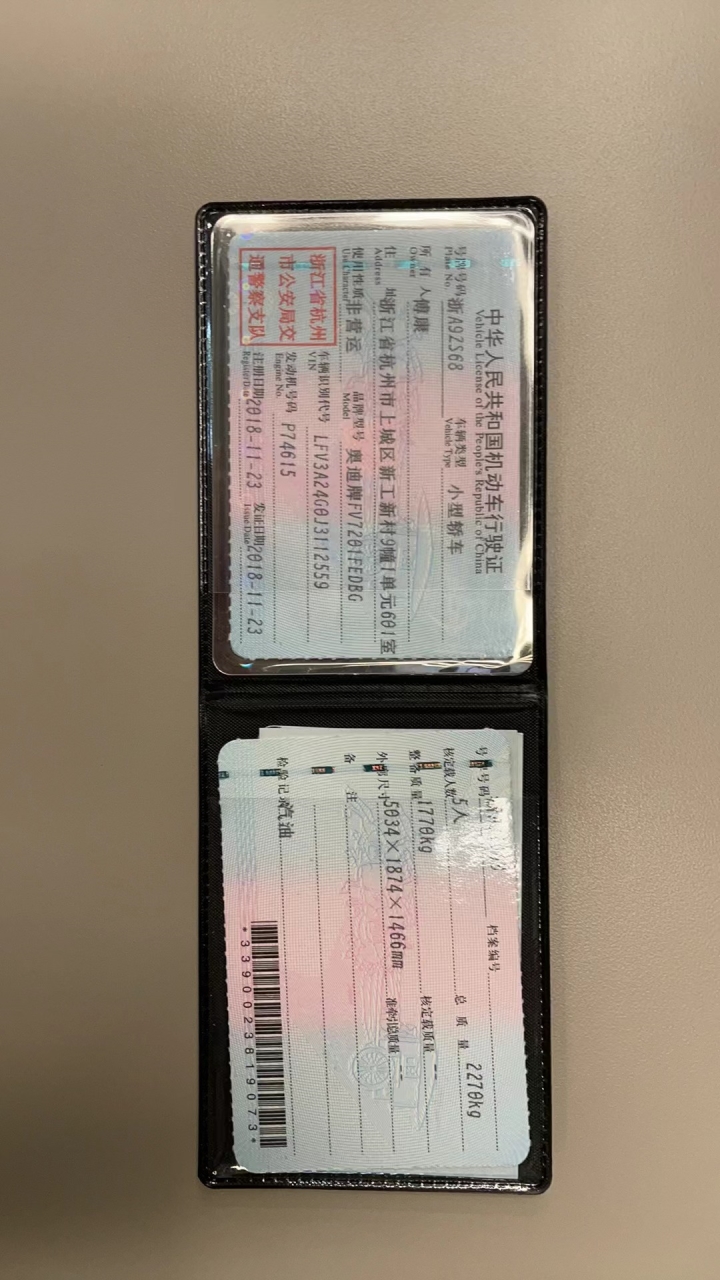 中华人民共和国机动车行驶证
Vehicle License of the People's Republic of China
号牌号码 浙A92S68 车辆类型 小型轿车
Plate No. Vehicle Type
所有人 傅康
Owner
住址 浙江省杭州市上城区新工新村9幢1单元601室
Address
使用性质 非营运 品牌型号 奥迪牌FV7201FEDBG
Use Character Model
浙江省杭州
市公安局交
通警察支队
车辆识别代号 LFV3A24G0J3112559
VIN
发动机号码 P74615
Engine No.
注册日期 2018-11-23 发证日期 2018-11-23
Register Date Issue Date
号 号码 档案编号
核定载人数 5人 总质量 2270kg
整备质量 1770kg 核定载质量 --
外廓尺寸 5034×1874×1466mm 准牵引总质量 --
备注
检验记录 汽油
*3390023819073*